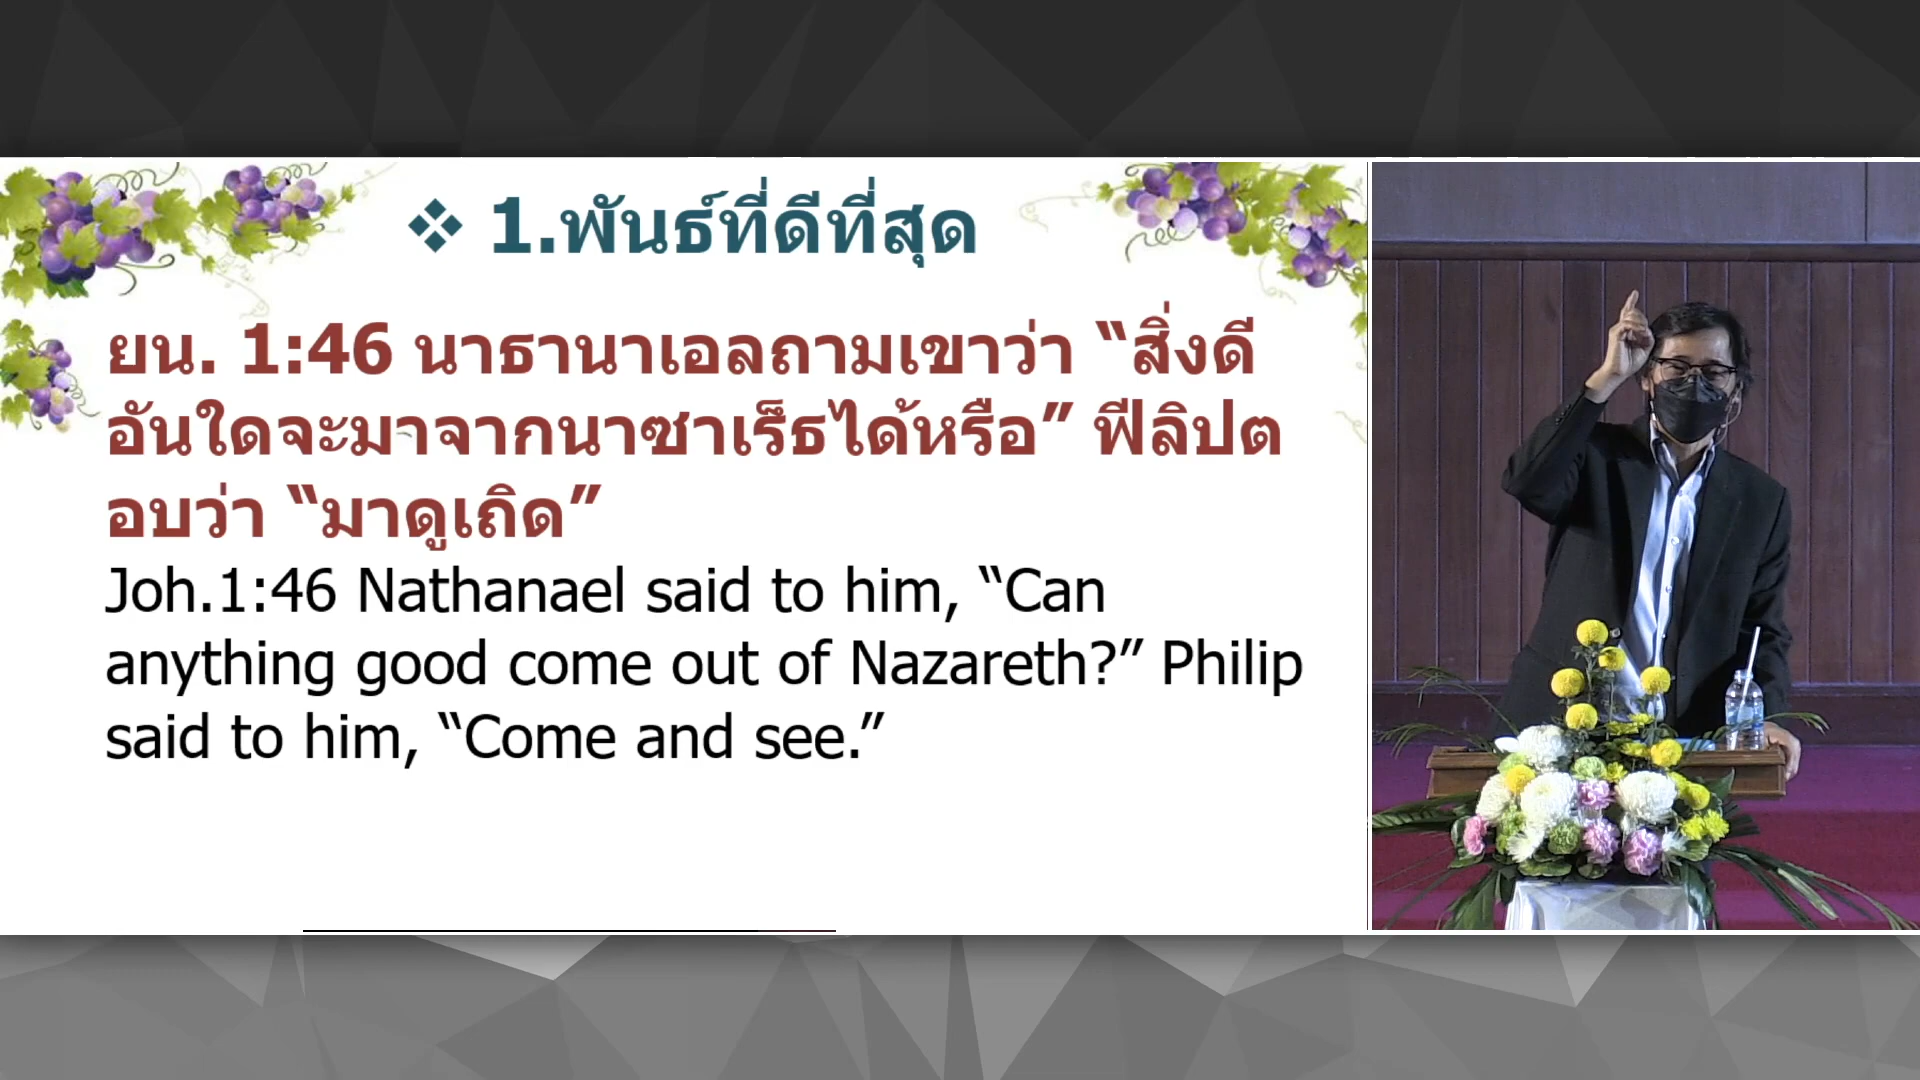 ❖ 1.พันธ์ที่ดีที่สุด
ยน. 1:46 นาธานาเอลถามเขาว่า “สิ่งดี
อันใดจะมาจากนาซาเร็ธได้หรือ” ฟีลิปต
อบว่า “มาดูเถิด”
Joh.1:46 Nathanael said to him, “Can
anything good come out of Nazareth?” Philip
said to him, “Come and see.”